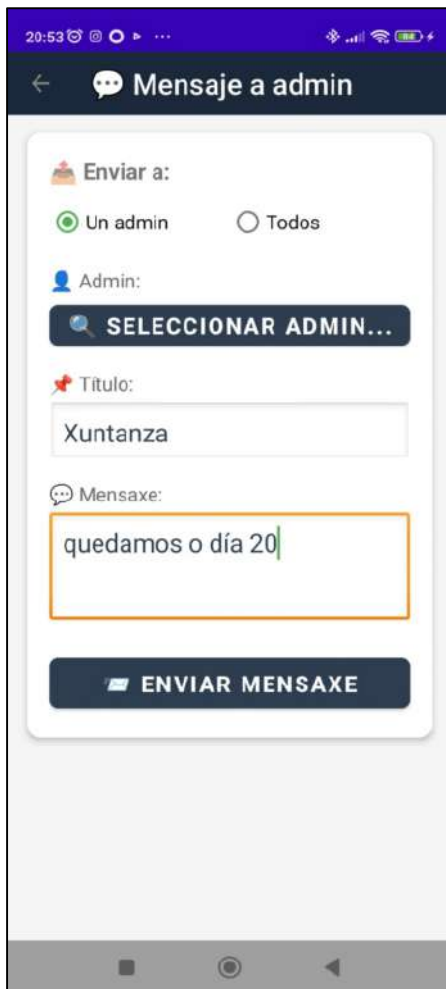 20:53
Mensaje a admin
Enviar a:
Un admin
Todos
Admin:
SELECCIONAR ADMIN...
Título:
Xuntanza
Mensaxe:
quedamos o día 20
ENVIAR MENSAXE